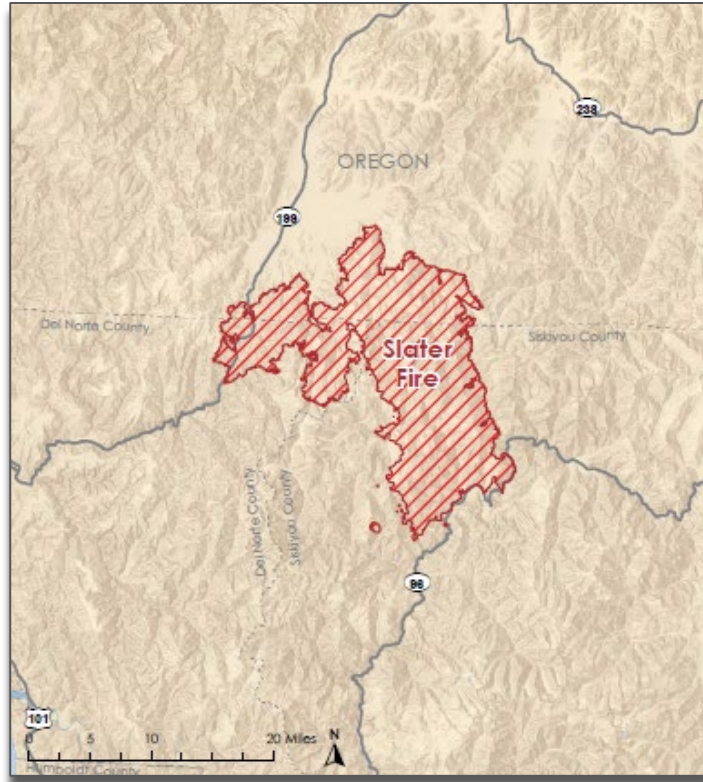 238
OREGON
199
Del Norte County
Siskiyou County
Slater
Fire
Del Norte County
Siskiyou County
96
101
0 5 10 20 Miles
N
Humboldt County